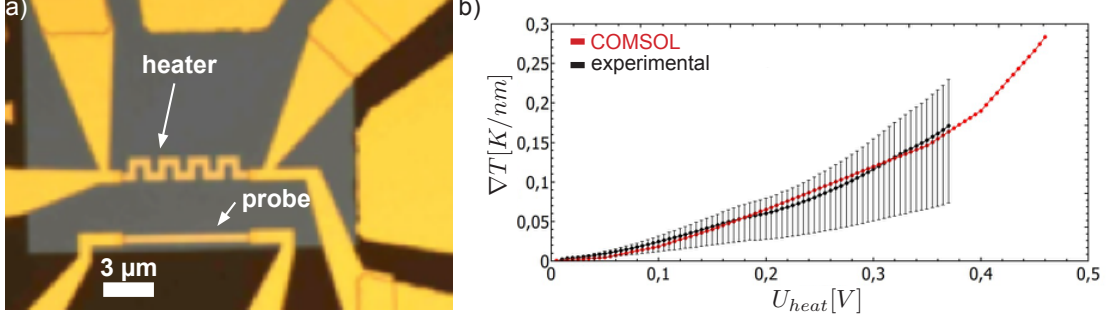 a)
heater
probe
3 µm
b)
0,3
0,25
0,2
0,15
0,1
0,05
0
∇T[K/nm]
COMSOL
experimental
0,1
0,2
0,3
0,4
0,5
U_heat[V]